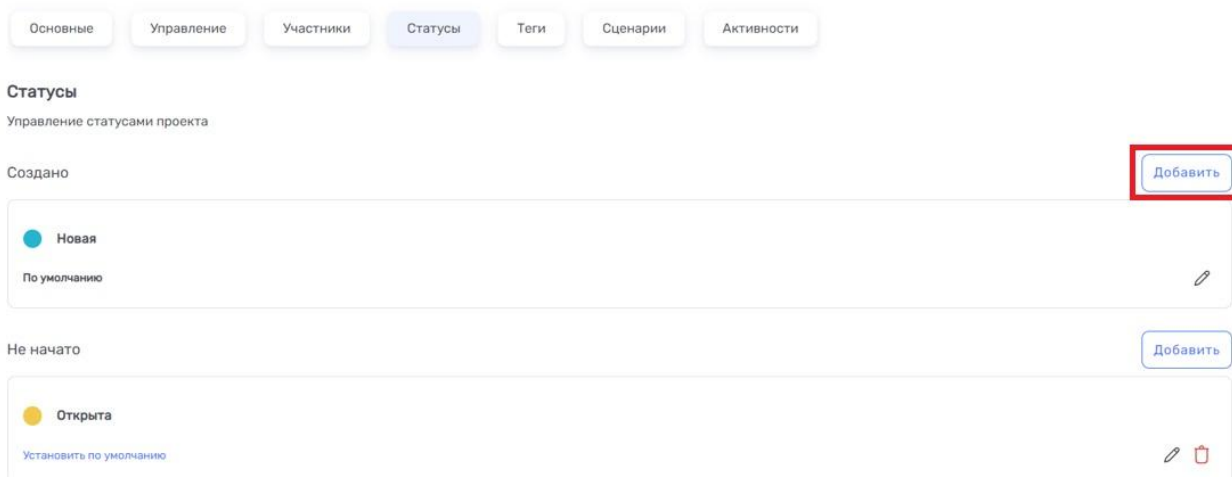 Основные Управление Участники Статусы Теги Сценарии Активности
Статусы
Управление статусами проекта
Создано Добавить
Новая
По умолчанию
Не начато Добавить
Открыта
Установить по умолчанию